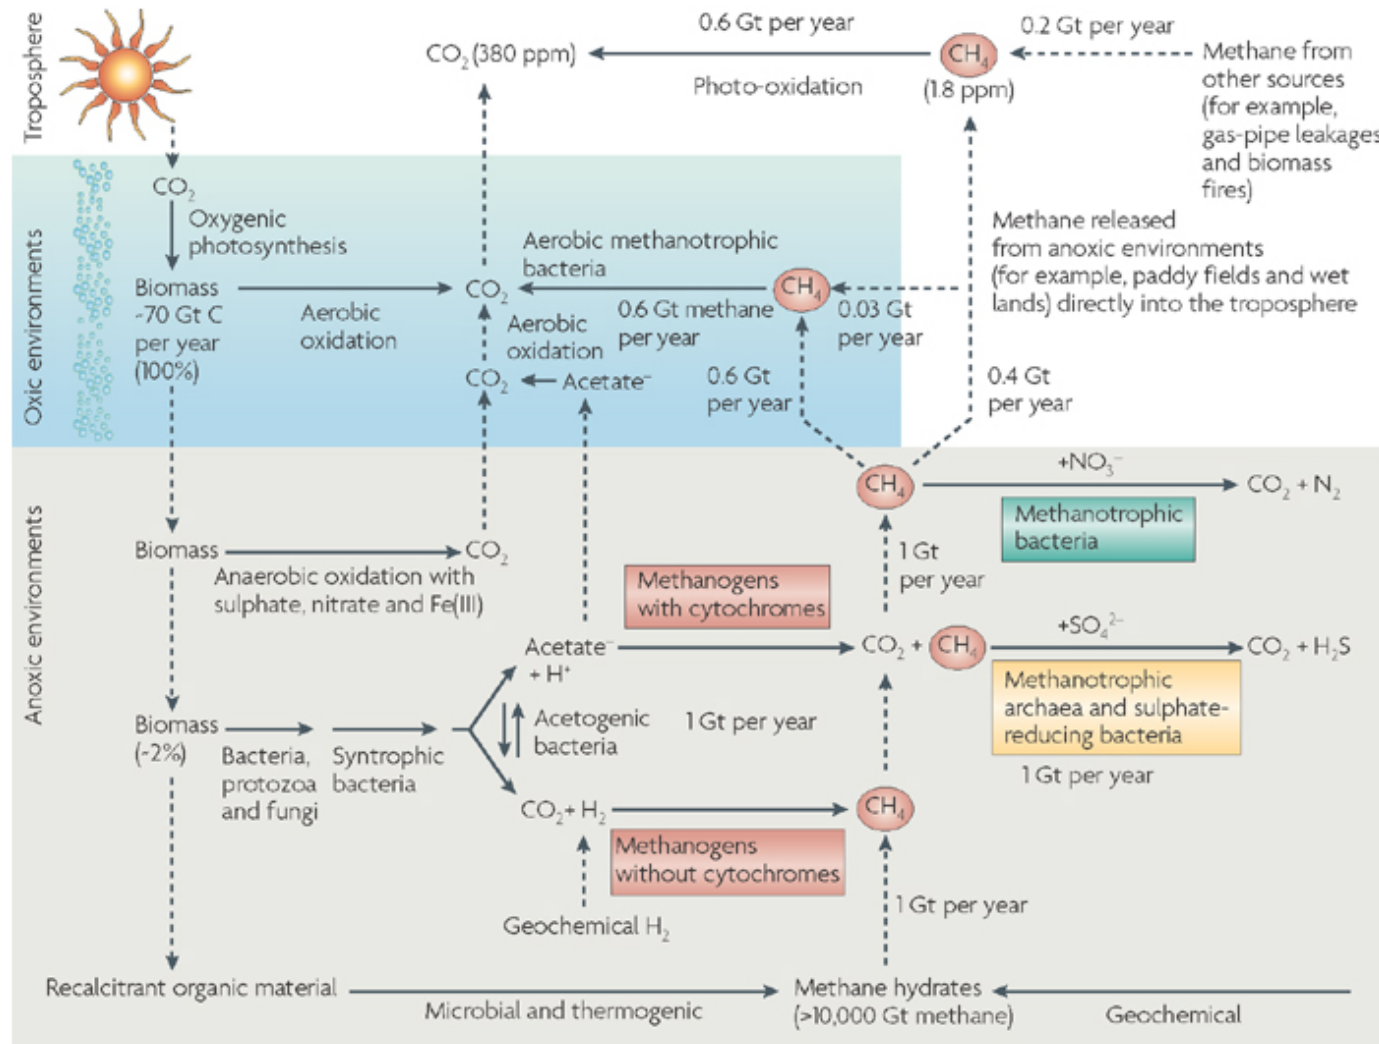 Troposphere
CO₂ (380 ppm)
0.6 Gt per year
Photo-oxidation
CH₄
(1.8 ppm)
0.2 Gt per year
Methane from
other sources
(for example,
gas-pipe leakages
and biomass
fires)
Oxic environments
CO₂
Oxygenic
photosynthesis
Biomass
~70 Gt C
per year
(100%)
Aerobic
oxidation
CO₂
Aerobic methanotrophic
bacteria
0.6 Gt methane
per year
CH₄
0.03 Gt
per year
Methane released
from anoxic environments
(for example, paddy fields and wet
lands) directly into the troposphere
Aerobic
oxidation
CO₂
Acetate⁻
0.6 Gt
per year
0.4 Gt
per year
Anoxic environments
CH₄
+NO₃⁻
CO₂ + N₂
Methanotrophic
bacteria
Biomass
CO₂
Anaerobic oxidation with
sulphate, nitrate and Fe(III)
1 Gt
per year
Methanogens
with cytochromes
Acetate⁻
+ H⁺
CO₂ + CH₄
+SO₄²⁻
CO₂ + H₂S
Methanotrophic
archaea and sulphate-
reducing bacteria
1 Gt per year
Biomass
(~2%)
Bacteria,
protozoa
and fungi
Syntrophic
bacteria
Acetogenic
bacteria
1 Gt per year
CO₂ + H₂
CH₄
Methanogens
without cytochromes
Geochemical H₂
1 Gt per year
Recalcitrant organic material
Microbial and thermogenic
Methane hydrates
(>10,000 Gt methane)
Geochemical